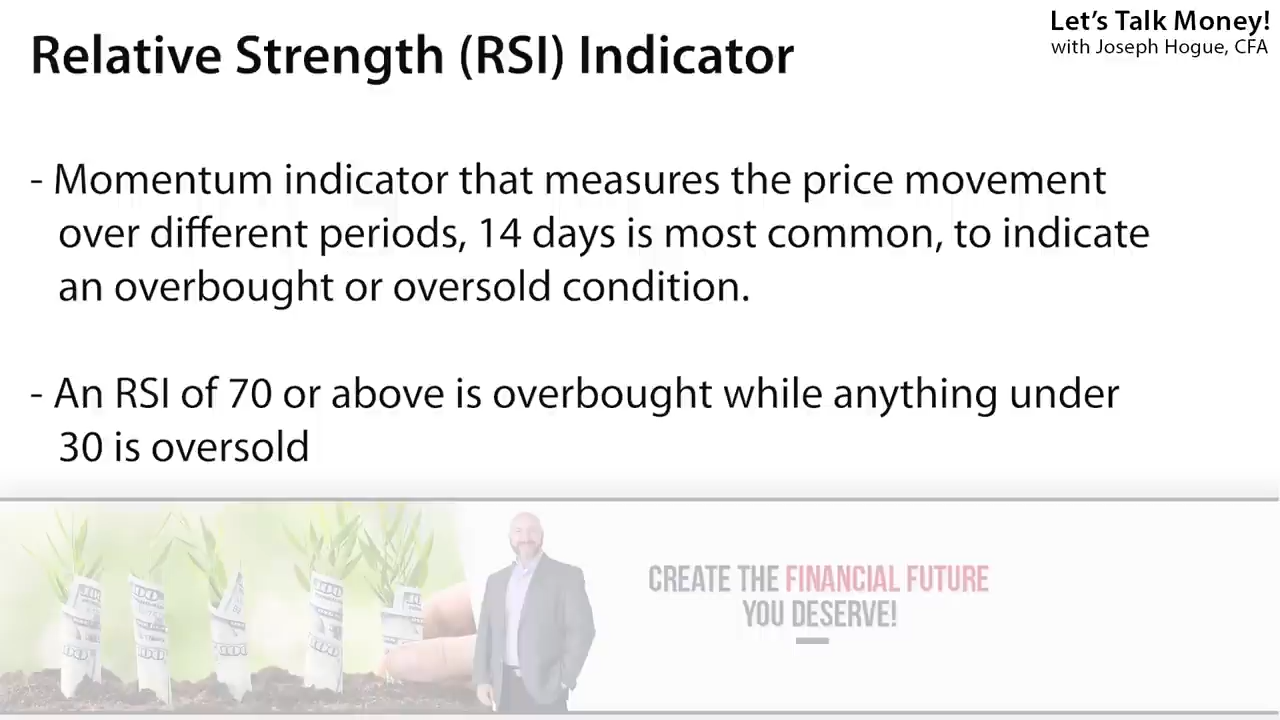 Let's Talk Money!
with Joseph Hogue, CFA
Relative Strength (RSI) Indicator
- Momentum indicator that measures the price movement
over different periods, 14 days is most common, to indicate
an overbought or oversold condition.
- An RSI of 70 or above is overbought while anything under
30 is oversold
CREATE THE FINANCIAL FUTURE
YOU DESERVE!